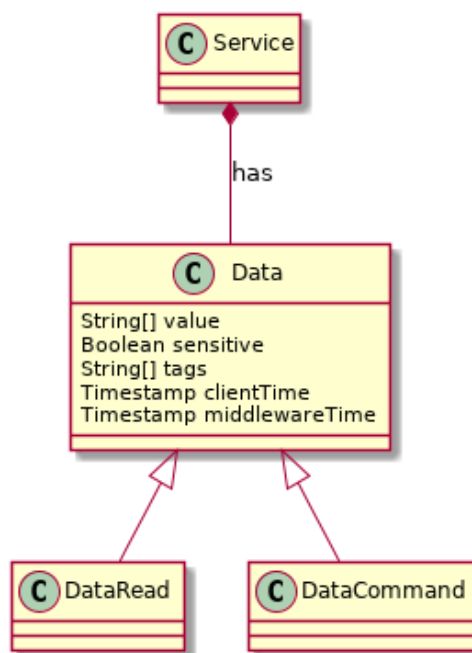 C Service
has
C Data
String[] value
Boolean sensitive
String[] tags
Timestamp clientTime
Timestamp middlewareTime
C DataRead
C DataCommand